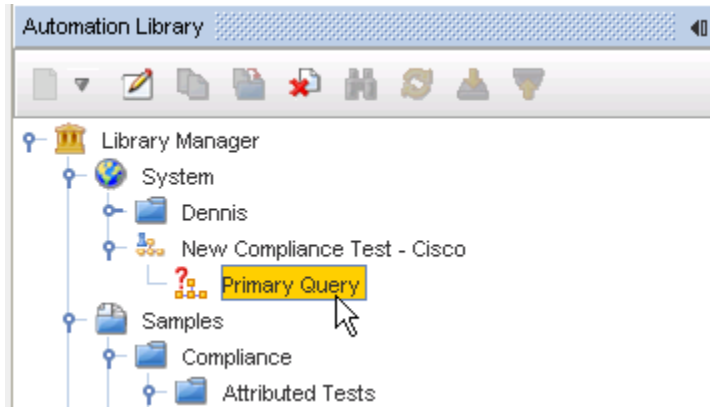 Automation Library
Library Manager
System
Dennis
New Compliance Test - Cisco
Primary Query
Samples
Compliance
Attributed Tests